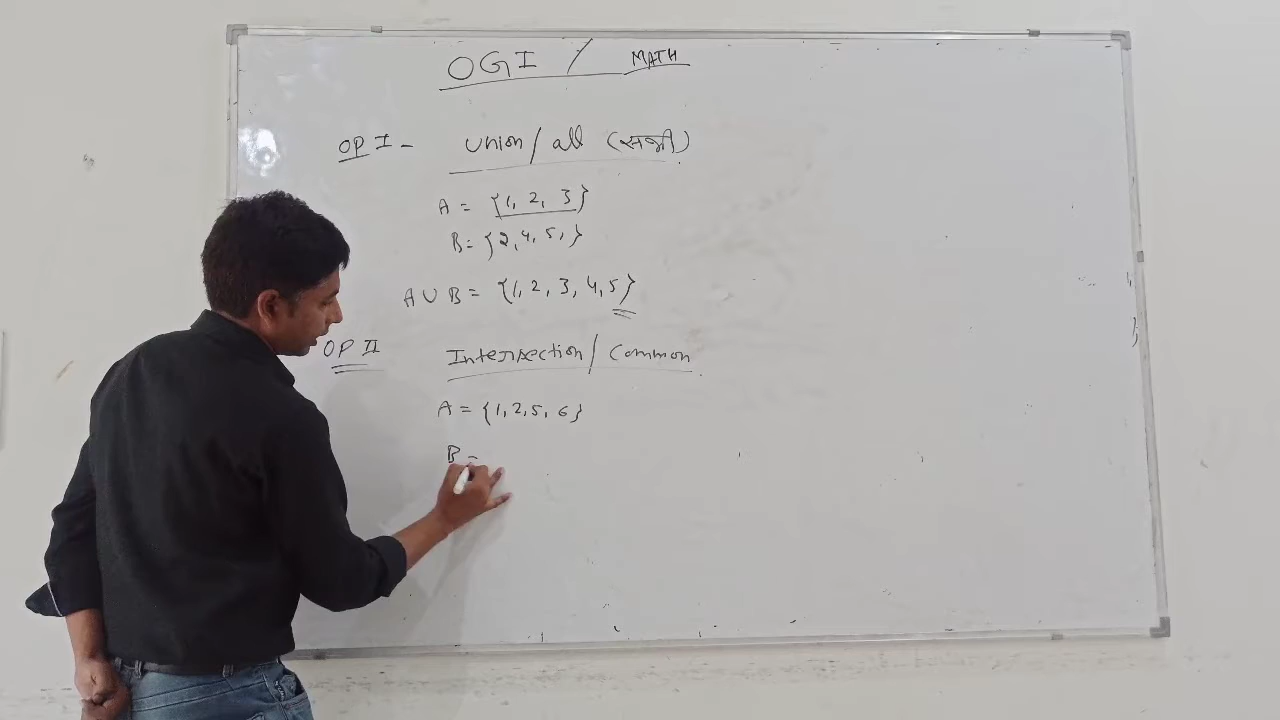 OGI / MATH
OP I - Union / all (सभी)
A = {1, 2, 3}
B = {2, 4, 5, }
A ∪ B = {1, 2, 3, 4, 5}
OP II Intersection / Common
A = {1, 2, 5, 6}
B =